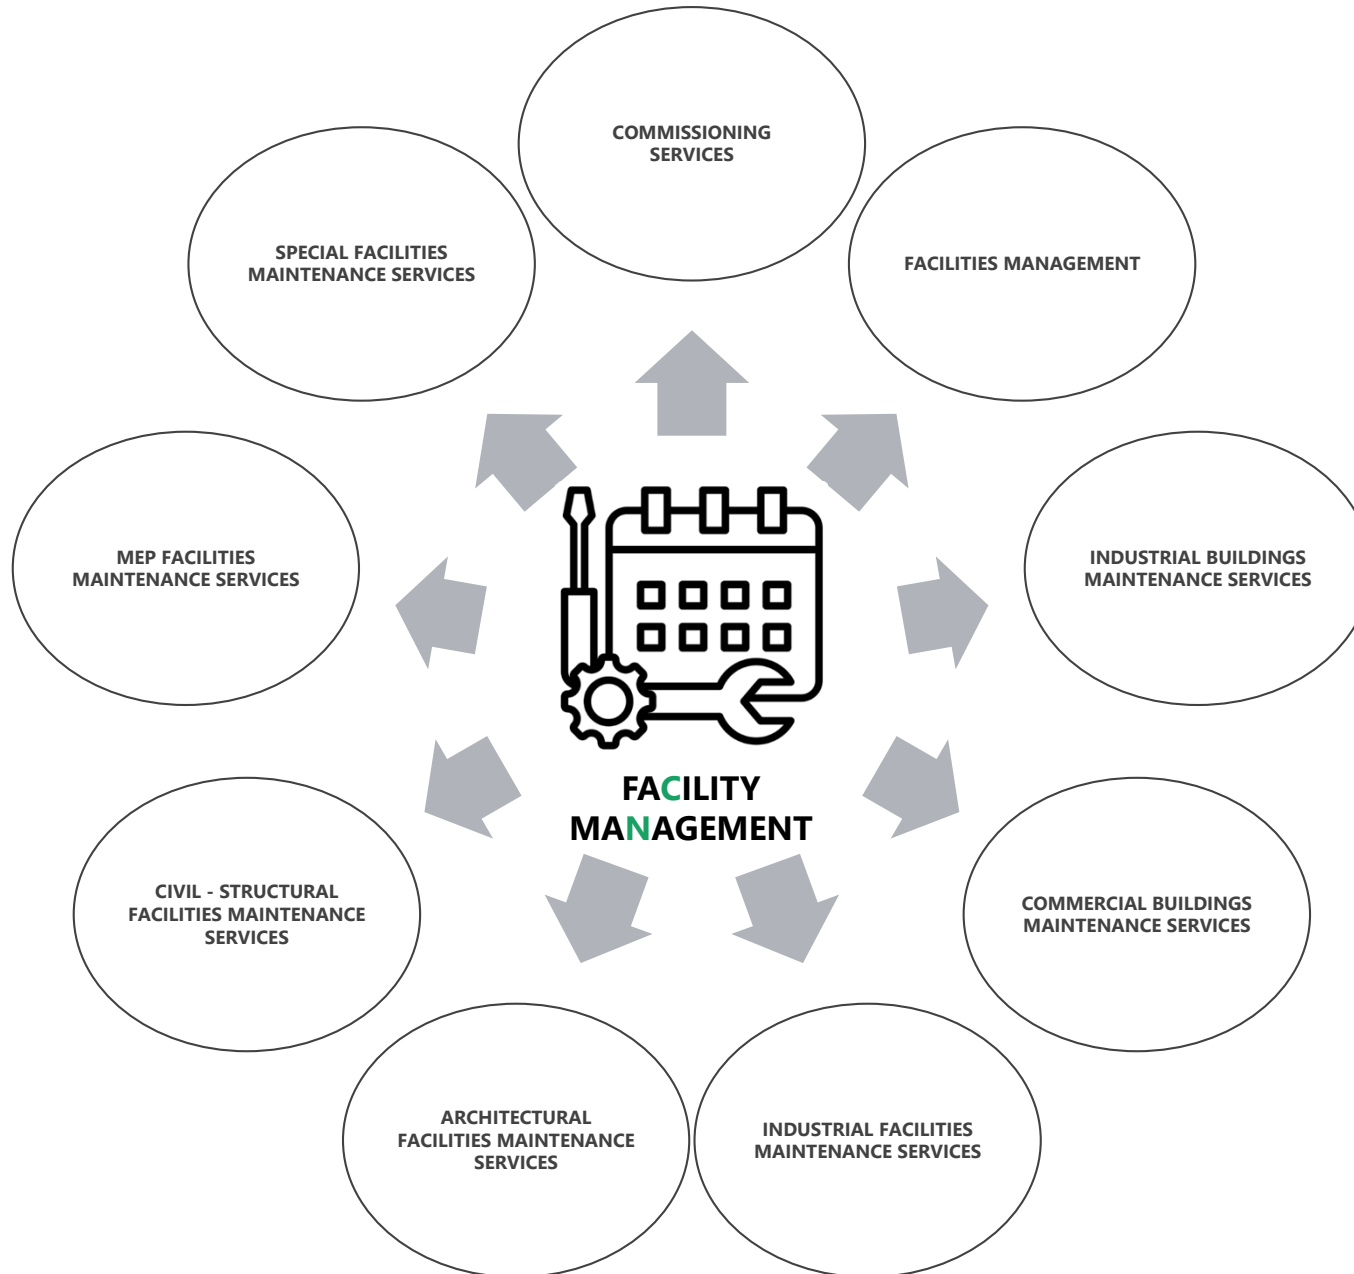 COMMISSIONING
SERVICES
FACILITIES MANAGEMENT
INDUSTRIAL BUILDINGS
MAINTENANCE SERVICES
COMMERCIAL BUILDINGS
MAINTENANCE SERVICES
INDUSTRIAL FACILITIES
MAINTENANCE SERVICES
ARCHITECTURAL
FACILITIES MAINTENANCE
SERVICES
CIVIL - STRUCTURAL
FACILITIES MAINTENANCE
SERVICES
MEP FACILITIES
MAINTENANCE SERVICES
SPECIAL FACILITIES
MAINTENANCE SERVICES
FACILITY
MANAGEMENT